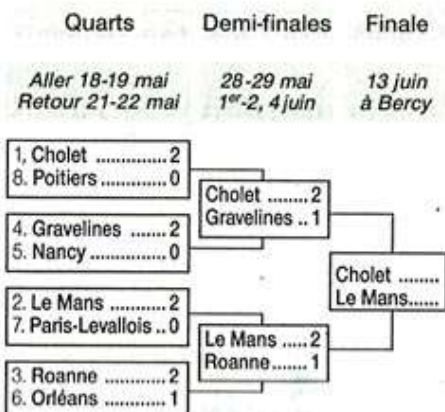 Quarts Demi-finales Finale
Aller 18-19 mai 28-29 mai 13 juin
Retour 21-22 mai 1er-2, 4 juin à Bercy
1, Cholet ..............2
8. Poitiers .............0
4. Gravelines ........2
5. Nancy ..............0
2. Le Mans ...........2
7. Paris-Levallois ..0
3. Roanne ............2
6. Orléans ............1
Cholet ........2
Gravelines ..1
Le Mans .....2
Roanne.......1
Cholet ........
Le Mans......